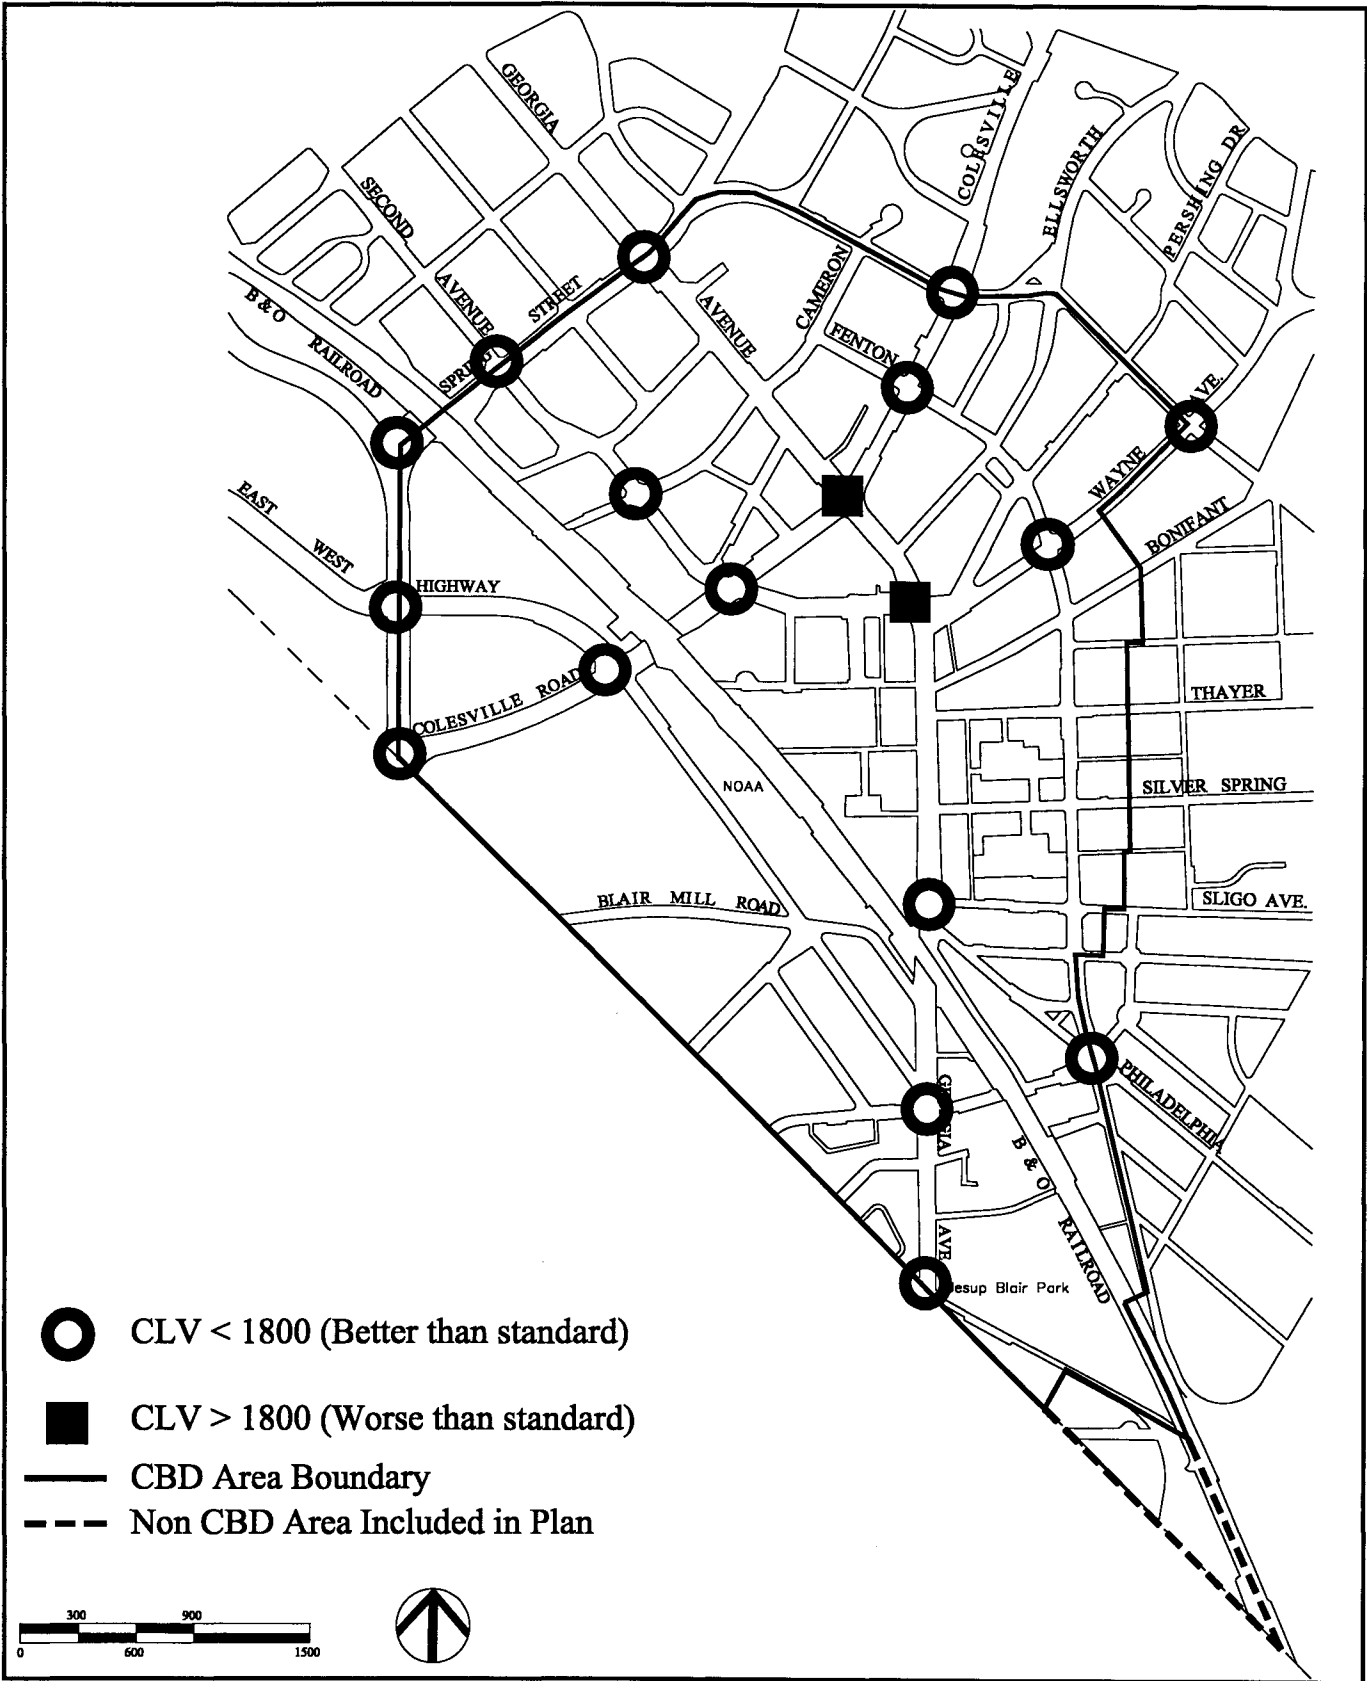 GEORGIA
COLESVILLE
ELLSWORTH
PERSHING DR.
SECOND
AVENUE
SPRING
STREET
AVENUE
CAMERON
FENTON
B & O
RAILROAD
WAYNE
AVE.
BONIFANT
EAST
WEST
HIGHWAY
COLESVILLE ROAD
THAYER
NOAA
SILVER SPRING
BLAIR MILL ROAD
SLIGO AVE.
PHILADELPHIA
GEORGIA
AVE
B & O
RAILROAD
Jesup Blair Park
CLV < 1800 (Better than standard)
CLV > 1800 (Worse than standard)
CBD Area Boundary
Non CBD Area Included in Plan
300 900
0 600 1500